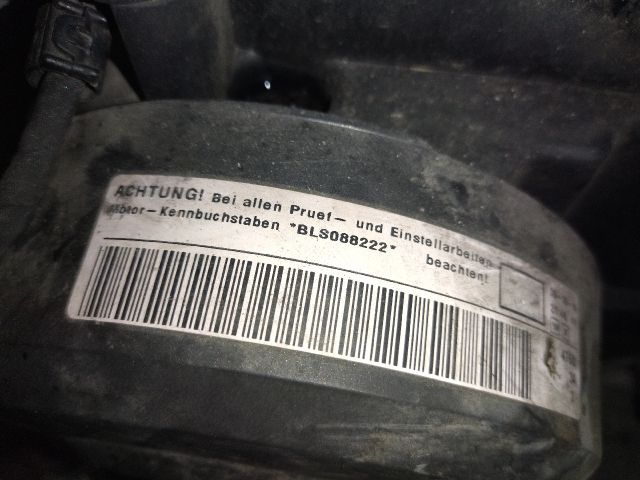 ACHTUNG! Bei allen Pruef- und Einstellarbeiten
Motor-Kennbuchstaben *BLS088222* beachten!